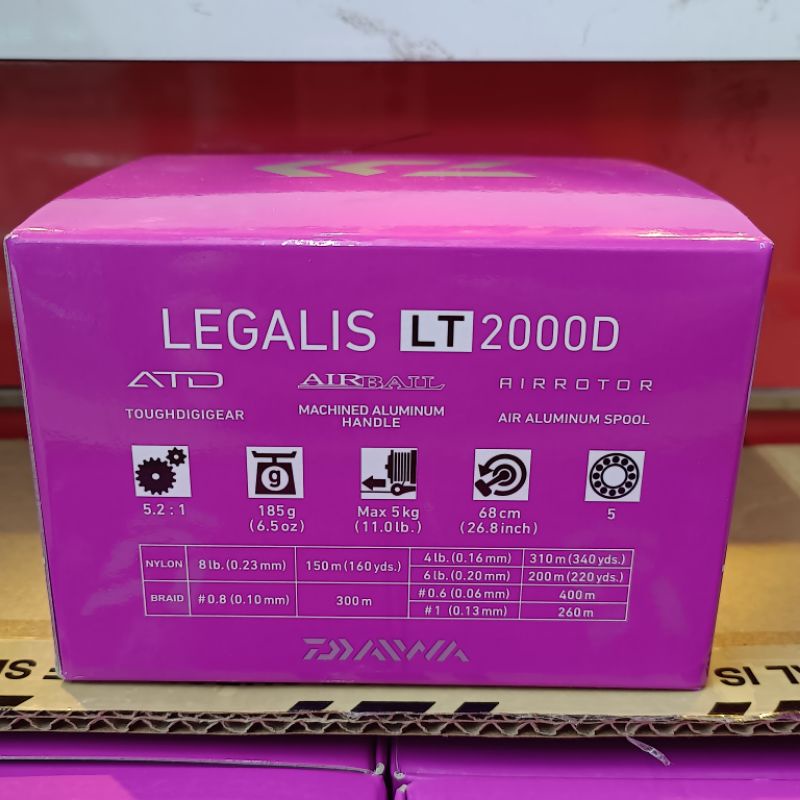 LEGALIS LT 2000D
ATD AIRBAIL AIRROTOR
TOUGHDIGIGEAR MACHINED ALUMINUM HANDLE AIR ALUMINUM SPOOL
g
5.2 : 1 185g (6.5oz) Max 5kg (11.0lb.) 68cm (26.8inch) 5
NYLON 8lb.(0.23mm) 150m(160yds.) 4lb.(0.16mm) 310m(340yds.)
6lb.(0.20mm) 200m(220yds.)
BRAID #0.8(0.10mm) 300m #0.6(0.06mm) 400m
#1 (0.13mm) 260m
DAIWA